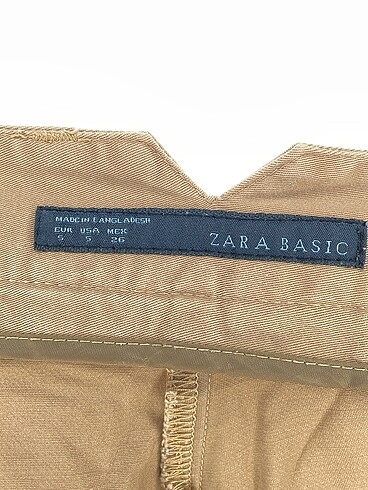 MADE IN BANGLADESH
EUR USA MEX
S S 26
ZARA BASIC